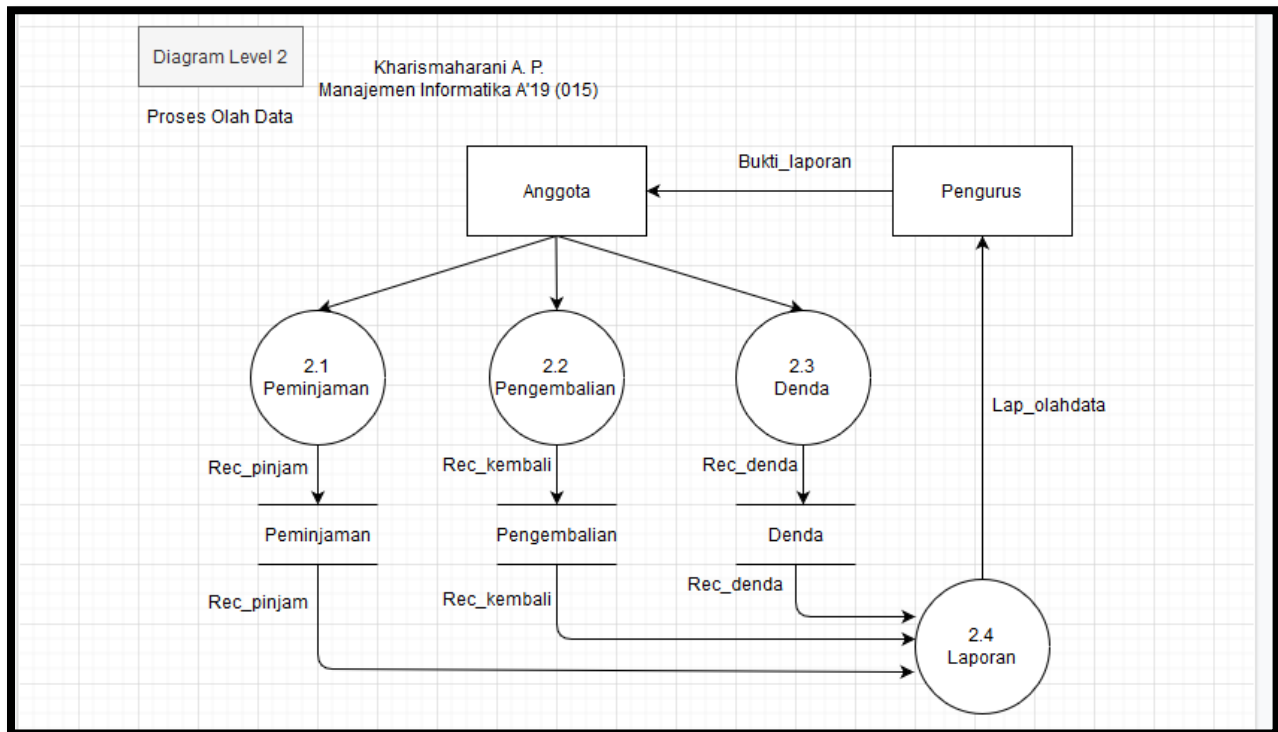 Diagram Level 2
Kharismaharani A. P.
Manajemen Informatika A'19 (015)
Proses Olah Data
Bukti_laporan
Anggota
Pengurus
2.1
Peminjaman
2.2
Pengembalian
2.3
Denda
Lap_olahdata
Rec_pinjam
Rec_kembali
Rec_denda
Peminjaman
Pengembalian
Denda
Rec_pinjam
Rec_kembali
Rec_denda
2.4
Laporan